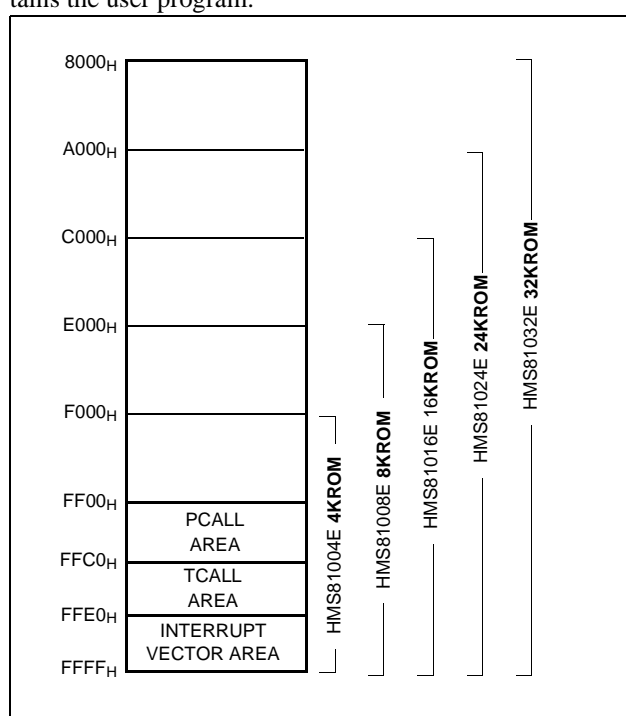 tains the user program.
8000H
A000H
C000H
E000H
F000H
FF00H
PCALL
AREA
FFC0H
TCALL
AREA
FFE0H
INTERRUPT
VECTOR AREA
FFFFH
HMS81004E 4KROM
HMS81008E 8KROM
HMS81016E 16KROM
HMS81024E 24KROM
HMS81032E 32KROM